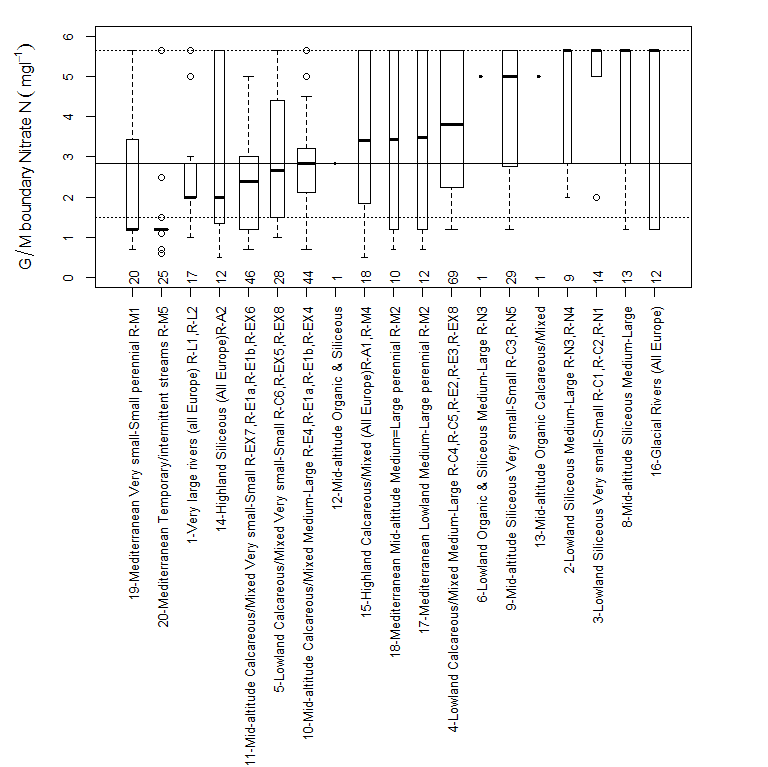 G/M boundary Nitrate N ( mgl⁻¹)
6
5
4
3
2
1
0
20
25
17
12
46
28
44
1
18
10
12
69
1
29
1
9
14
13
12
19-Mediterranean Very small-Small perennial R-M1
20-Mediterranean Temporary/intermittent streams R-M5
1-Very large rivers (all Europe) R-L1,R-L2
14-Highland Siliceous (All Europe)R-A2
11-Mid-altitude Calcareous/Mixed Very small-Small R-EX7,R-E1a,R-E1b,R-EX6
5-Lowland Calcareous/Mixed Very small-Small R-C6,R-EX5,R-EX8
10-Mid-altitude Calcareous/Mixed Medium-Large R-E4,R-E1a,R-E1b,R-EX4
12-Mid-altitude Organic & Siliceous
15-Highland Calcareous/Mixed (All Europe)R-A1,R-M4
18-Mediterranean Mid-altitude Medium=Large perennial R-M2
17-Mediterranean Lowland Medium-Large perennial R-M2
4-Lowland Calcareous/Mixed Medium-Large R-C4,R-C5,R-E2,R-E3,R-EX8
6-Lowland Organic & Siliceous Medium-Large R-N3
9-Mid-altitude Siliceous Very small-Small R-C3,R-N5
13-Mid-altitude Organic Calcareous/Mixed
2-Lowland Siliceous Medium-Large R-N3,R-N4
3-Lowland Siliceous Very small-Small R-C1,R-C2,R-N1
8-Mid-altitude Siliceous Medium-Large
16-Glacial Rivers (All Europe)